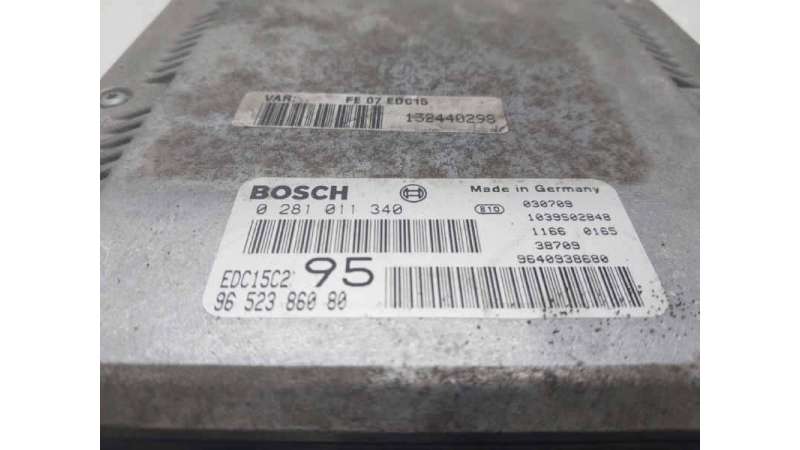 VAR: FE 07 EDC15
132440298
BOSCH Made in Germany
0 281 011 340 e10 030709
1039S02848
1166 0165
38709
9640938680
EDC15C2 95
96 523 860 80